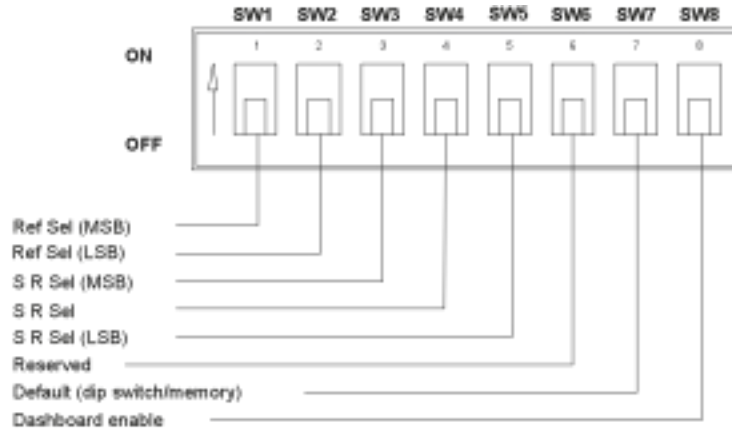 SW1 SW2 SW3 SW4 SW5 SW6 SW7 SW8
1 2 3 4 5 6 7 8
ON
OFF
Ref Sel (MSB)
Ref Sel (LSB)
S R Sel (MSB)
S R Sel
S R Sel (LSB)
Reserved
Default (dip switch/memory)
Dashboard enable